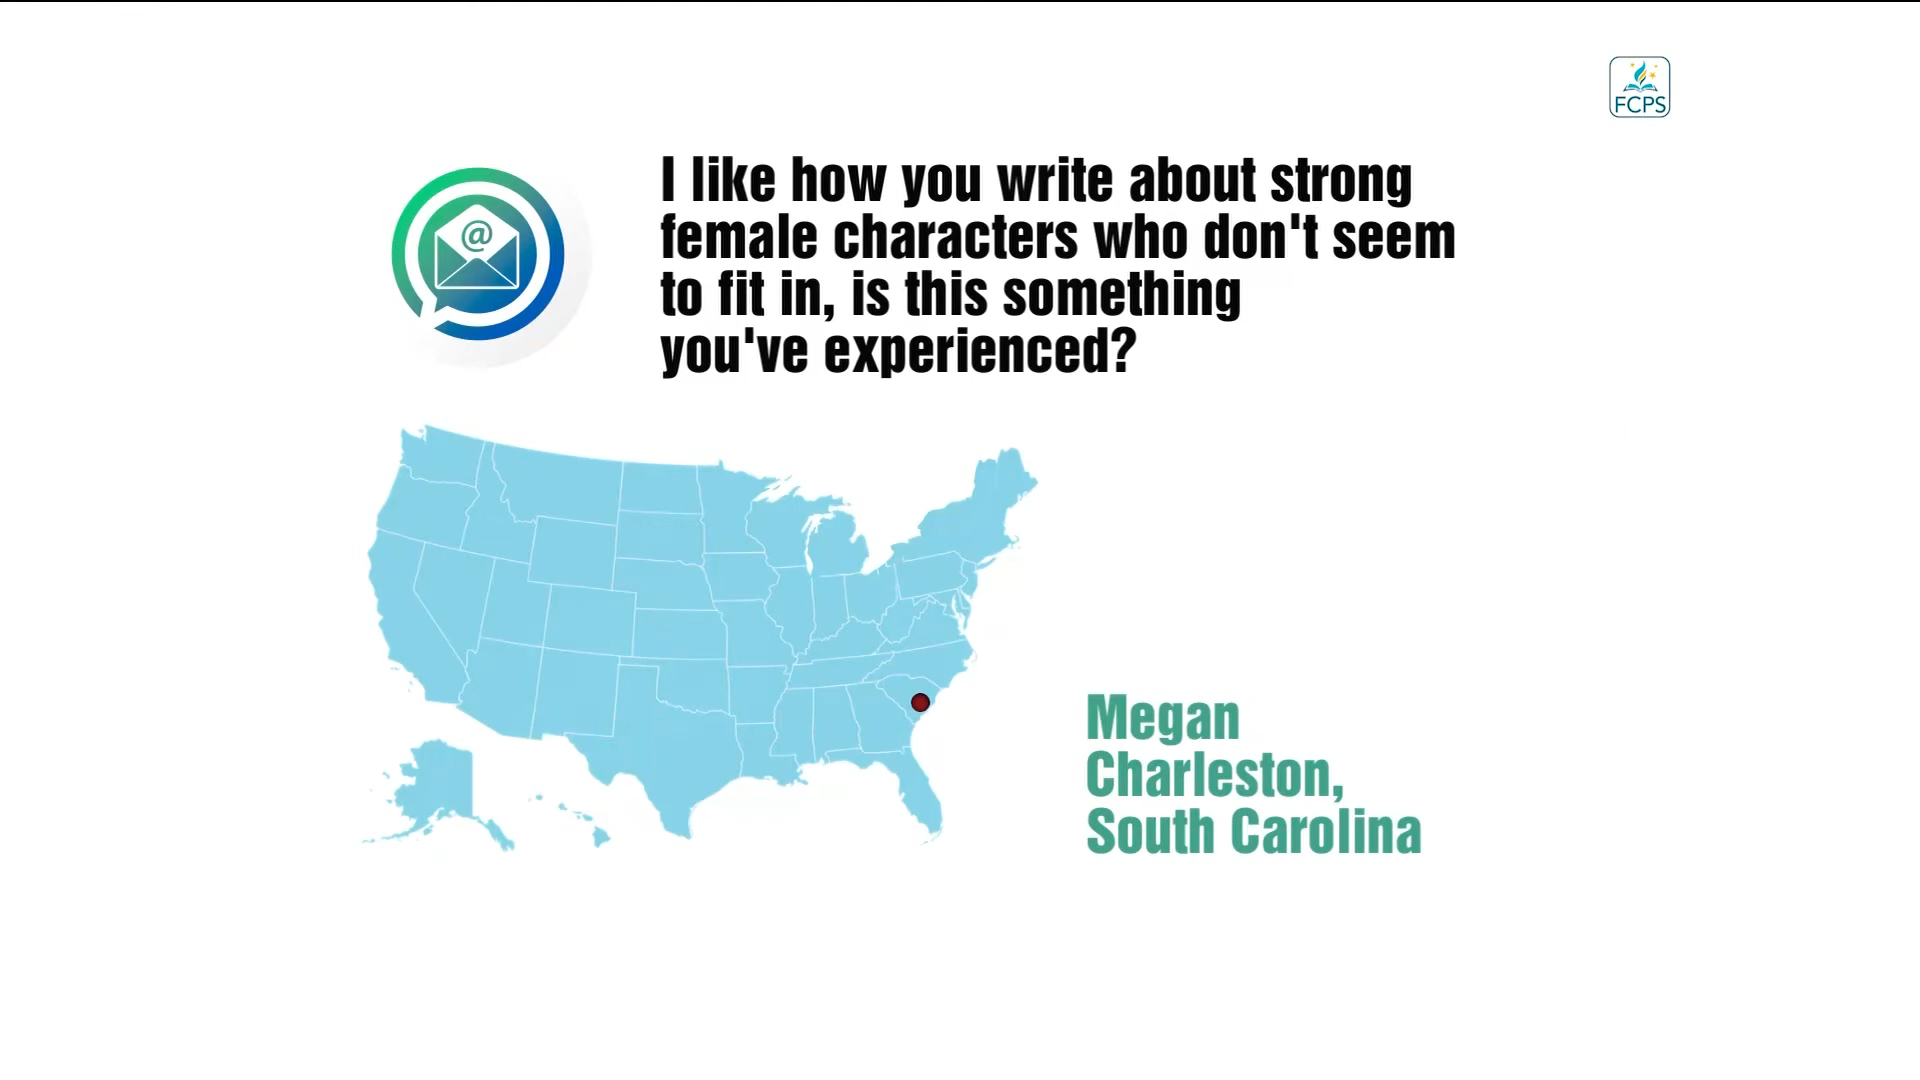 FCPS
I like how you write about strong
female characters who don't seem
to fit in, is this something
you've experienced?
@
Megan
Charleston,
South Carolina